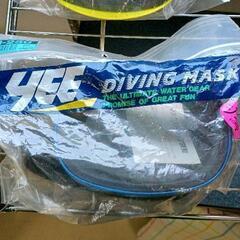 YEE
DIVING MASK
THE ULTIMATE WATER GEAR
PROMISE OF GREAT FUN